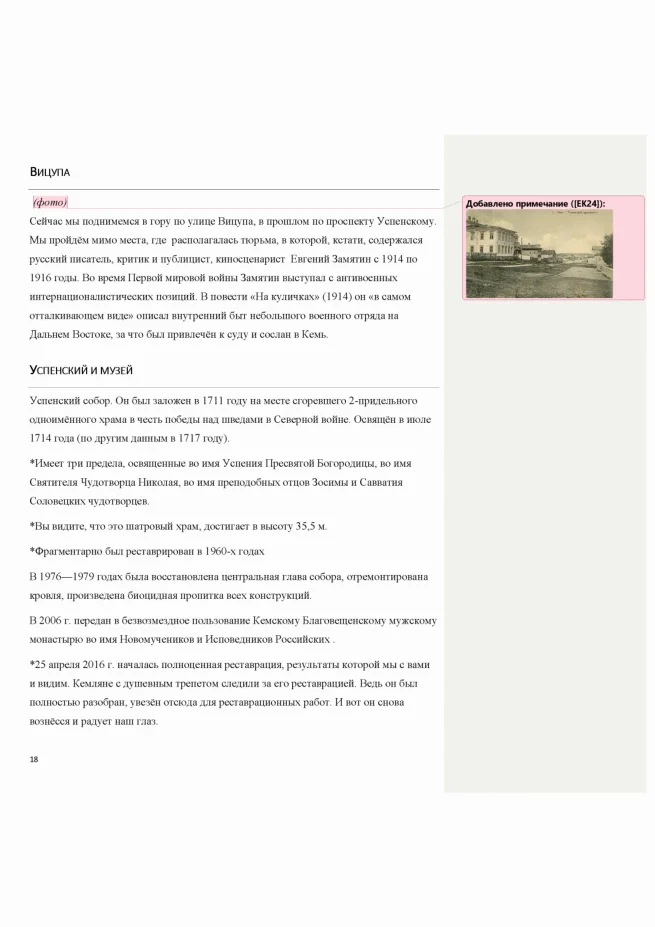 Вицупа
(фото)
Добавлено примечание ([ЕК24]):
Сейчас мы поднимемся в гору по улице Вицупа, в прошлом по проспекту Успенскому.
Мы пройдём мимо места, где располагалась тюрьма, в которой, кстати, содержался
русский писатель, критик и публицист, киносценарист Евгений Замятин с 1914 по
1916 годы. Во время Первой мировой войны Замятин выступал с антивоенных
интернационалистических позиций. В повести «На куличках» (1914) он «в самом
отталкивающем виде» описал внутренний быт небольшого военного отряда на
Дальнем Востоке, за что был привлечён к суду и сослан в Кемь.
Успенский и музей
Успенский собор. Он был заложен в 1711 году на месте сгоревшего 2-придельного
одноимённого храма в честь победы над шведами в Северной войне. Освящён в июле
1714 года (по другим данным в 1717 году).
*Имеет три предела, освященные во имя Успения Пресвятой Богородицы, во имя
Святителя Чудотворца Николая, во имя преподобных отцов Зосимы и Савватия
Соловецких чудотворцев.
*Вы видите, что это шатровый храм, достигает в высоту 35,5 м.
*Фрагментарно был реставрирован в 1960-х годах
В 1976—1979 годах была восстановлена центральная глава собора, отремонтирована
кровля, произведена биоцидная пропитка всех конструкций.
В 2006 г. передан в безвозмездное пользование Кемскому Благовещенскому мужскому
монастырю во имя Новомучеников и Исповедников Российских .
*25 апреля 2016 г. началась полноценная реставрация, результаты которой мы с вами
и видим. Кемляне с душевным трепетом следили за его реставрацией. Ведь он был
полностью разобран, увезён отсюда для реставрационных работ. И вот он снова
вознёсся и радует наш глаз.
18